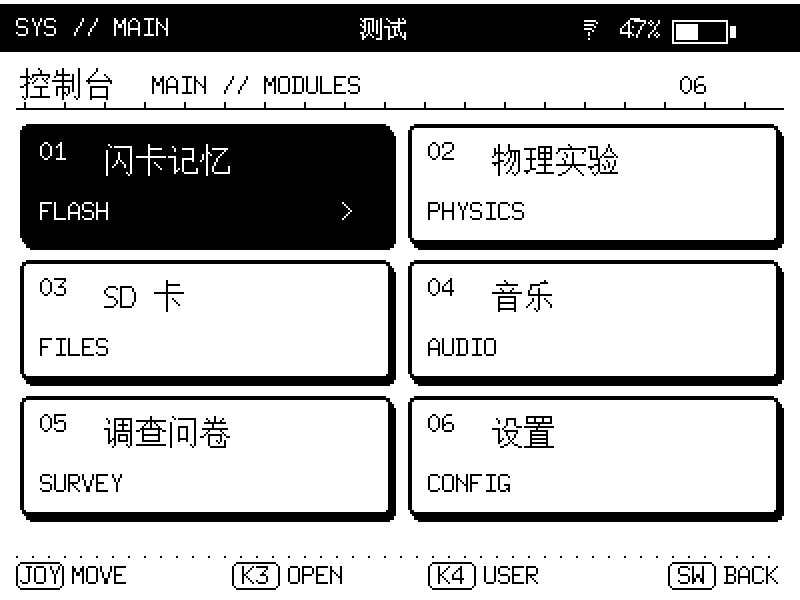 SYS // MAIN 测试 47%
控制台 MAIN // MODULES 06
01 闪卡记忆
FLASH >
02 物理实验
PHYSICS
03 SD 卡
FILES
04 音乐
AUDIO
05 调查问卷
SURVEY
06 设置
CONFIG
JOY MOVE K3 OPEN K4 USER SW BACK